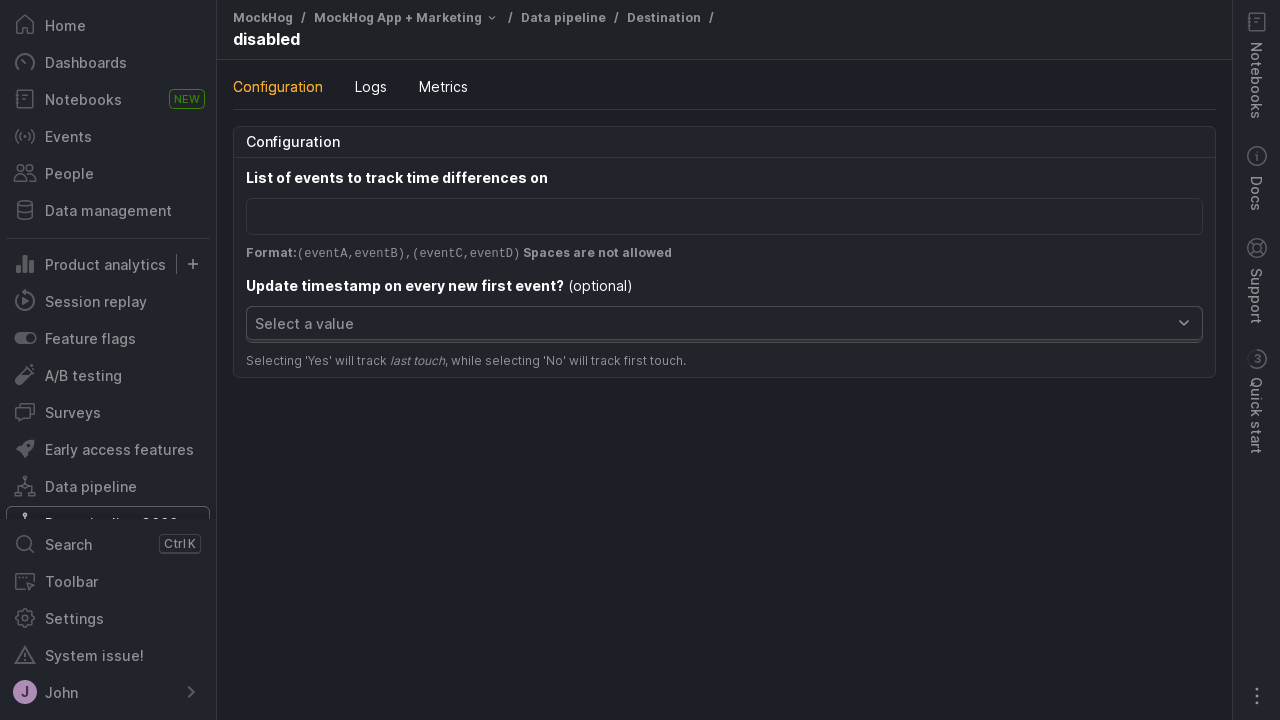 MockHog / MockHog App + Marketing / Data pipeline / Destination /
disabled
Home
Dashboards
Notebooks NEW
Events
People
Data management
Product analytics
Session replay
Feature flags
A/B testing
Surveys
Early access features
Data pipeline
Search Ctrl K
Toolbar
Settings
System issue!
J John
Configuration Logs Metrics
Configuration
List of events to track time differences on
Format:(eventA,eventB),(eventC,eventD) Spaces are not allowed
Update timestamp on every new first event? (optional)
Select a value
Selecting 'Yes' will track last touch, while selecting 'No' will track first touch.
Notebooks
Docs
Support
3 Quick start